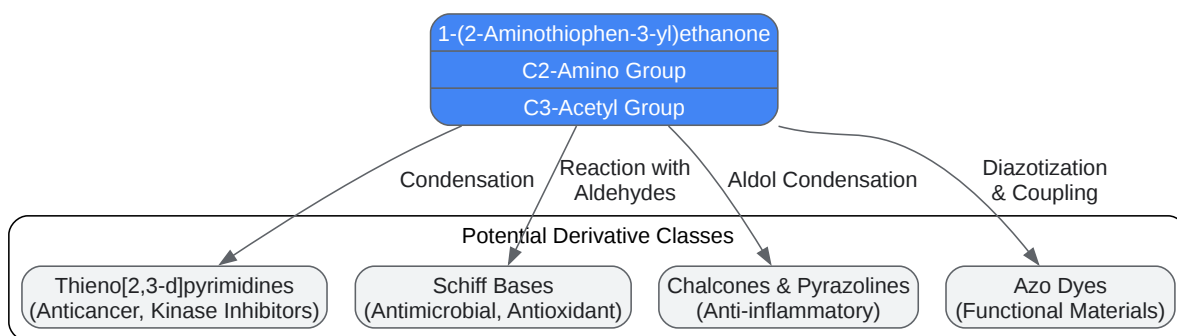 1-(2-Aminothiophen-3-yl)ethanone
C2-Amino Group
C3-Acetyl Group
Condensation
Reaction with
Aldehydes
Aldol Condensation
Diazotization
& Coupling
Potential Derivative Classes
Thieno[2,3-d]pyrimidines
(Anticancer, Kinase Inhibitors)
Schiff Bases
(Antimicrobial, Antioxidant)
Chalcones & Pyrazolines
(Anti-inflammatory)
Azo Dyes
(Functional Materials)